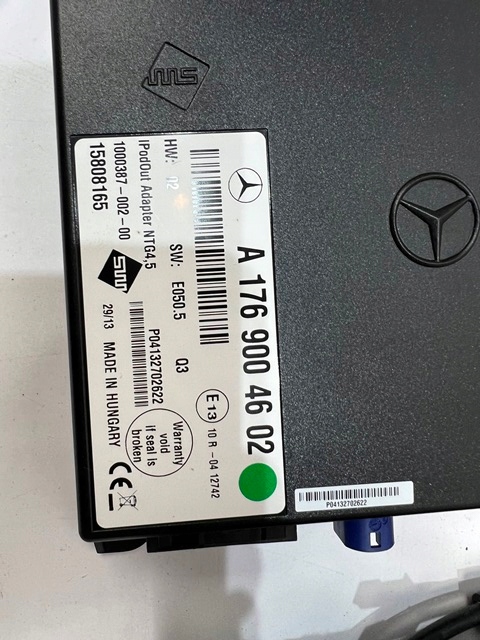 A 176 900 46 02
HW: 02
SW: E050.5
Q3
E13
10 R - 04 12742
IPodOut Adapter NTG4,5
P04132702622
1000387-002-00
15808165
29/13 MADE IN HUNGARY
Warranty
void
if seal is
broken
CE
P04132702622